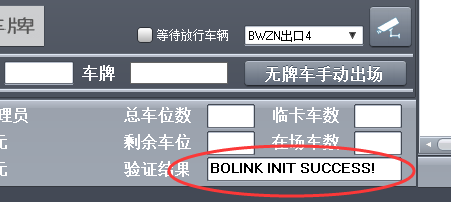 车牌
等待放行车辆 BWZN出口4
车牌 无牌车手动出场
理员 总车位数 临卡车数
元 剩余车位 在场车数
元 验证结果 BOLINK INIT SUCCESS!